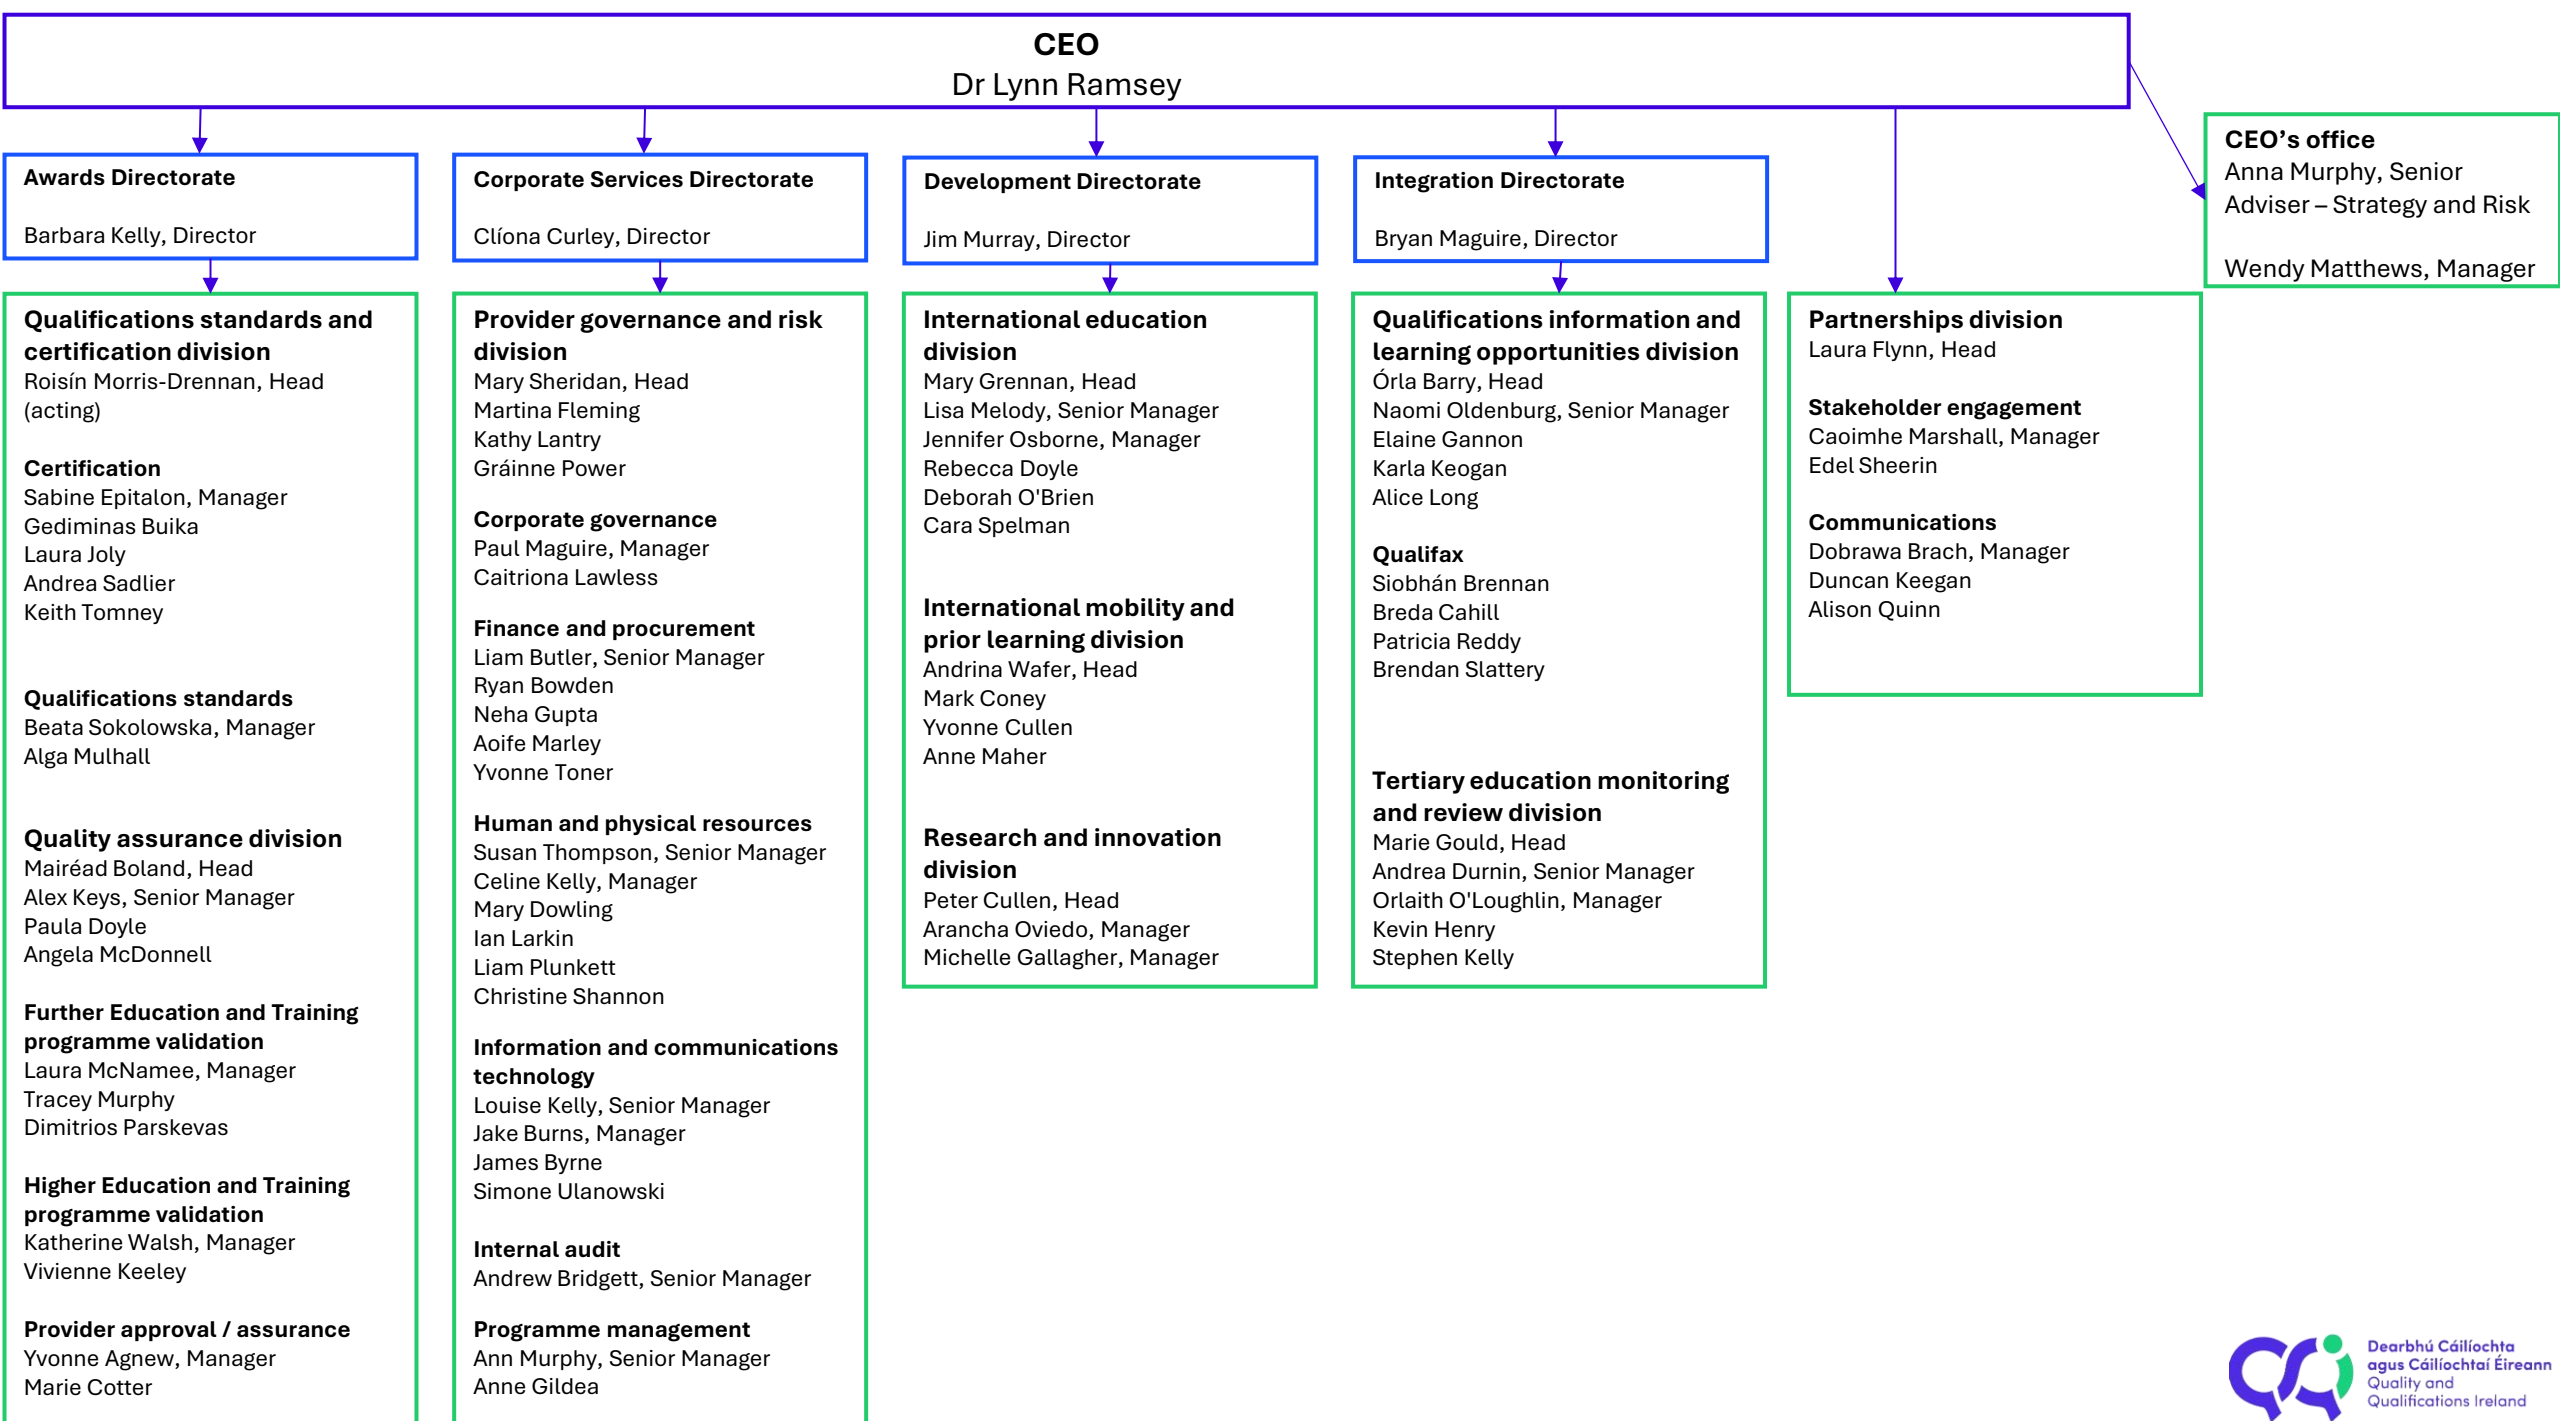 CEO
Dr Lynn Ramsey
CEO’s office
Anna Murphy, Senior
Adviser – Strategy and Risk
Wendy Matthews, Manager
Awards Directorate
Barbara Kelly, Director
Corporate Services Directorate
Clíona Curley, Director
Development Directorate
Jim Murray, Director
Integration Directorate
Bryan Maguire, Director
Qualifications standards and
certification division
Roisín Morris-Drennan, Head
(acting)
Certification
Sabine Epitalon, Manager
Gediminas Buika
Laura Joly
Andrea Sadlier
Keith Tomney
Qualifications standards
Beata Sokolowska, Manager
Alga Mulhall
Quality assurance division
Mairéad Boland, Head
Alex Keys, Senior Manager
Paula Doyle
Angela McDonnell
Further Education and Training
programme validation
Laura McNamee, Manager
Tracey Murphy
Dimitrios Parskevas
Higher Education and Training
programme validation
Katherine Walsh, Manager
Vivienne Keeley
Provider approval / assurance
Yvonne Agnew, Manager
Marie Cotter
Provider governance and risk
division
Mary Sheridan, Head
Martina Fleming
Kathy Lantry
Gráinne Power
Corporate governance
Paul Maguire, Manager
Caitriona Lawless
Finance and procurement
Liam Butler, Senior Manager
Ryan Bowden
Neha Gupta
Aoife Marley
Yvonne Toner
Human and physical resources
Susan Thompson, Senior Manager
Celine Kelly, Manager
Mary Dowling
Ian Larkin
Liam Plunkett
Christine Shannon
Information and communications
technology
Louise Kelly, Senior Manager
Jake Burns, Manager
James Byrne
Simone Ulanowski
Internal audit
Andrew Bridgett, Senior Manager
Programme management
Ann Murphy, Senior Manager
Anne Gildea
International education
division
Mary Grennan, Head
Lisa Melody, Senior Manager
Jennifer Osborne, Manager
Rebecca Doyle
Deborah O'Brien
Cara Spelman
International mobility and
prior learning division
Andrina Wafer, Head
Mark Coney
Yvonne Cullen
Anne Maher
Research and innovation
division
Peter Cullen, Head
Arancha Oviedo, Manager
Michelle Gallagher, Manager
Qualifications information and
learning opportunities division
Órla Barry, Head
Naomi Oldenburg, Senior Manager
Elaine Gannon
Karla Keogan
Alice Long
Qualifax
Siobhán Brennan
Breda Cahill
Patricia Reddy
Brendan Slattery
Tertiary education monitoring
and review division
Marie Gould, Head
Andrea Durnin, Senior Manager
Orlaith O'Loughlin, Manager
Kevin Henry
Stephen Kelly
Partnerships division
Laura Flynn, Head
Stakeholder engagement
Caoimhe Marshall, Manager
Edel Sheerin
Communications
Dobrawa Brach, Manager
Duncan Keegan
Alison Quinn
QQI
Dearbhú Cáilíochta
agus Cáilíochtaí Éireann
Quality and
Qualifications Ireland